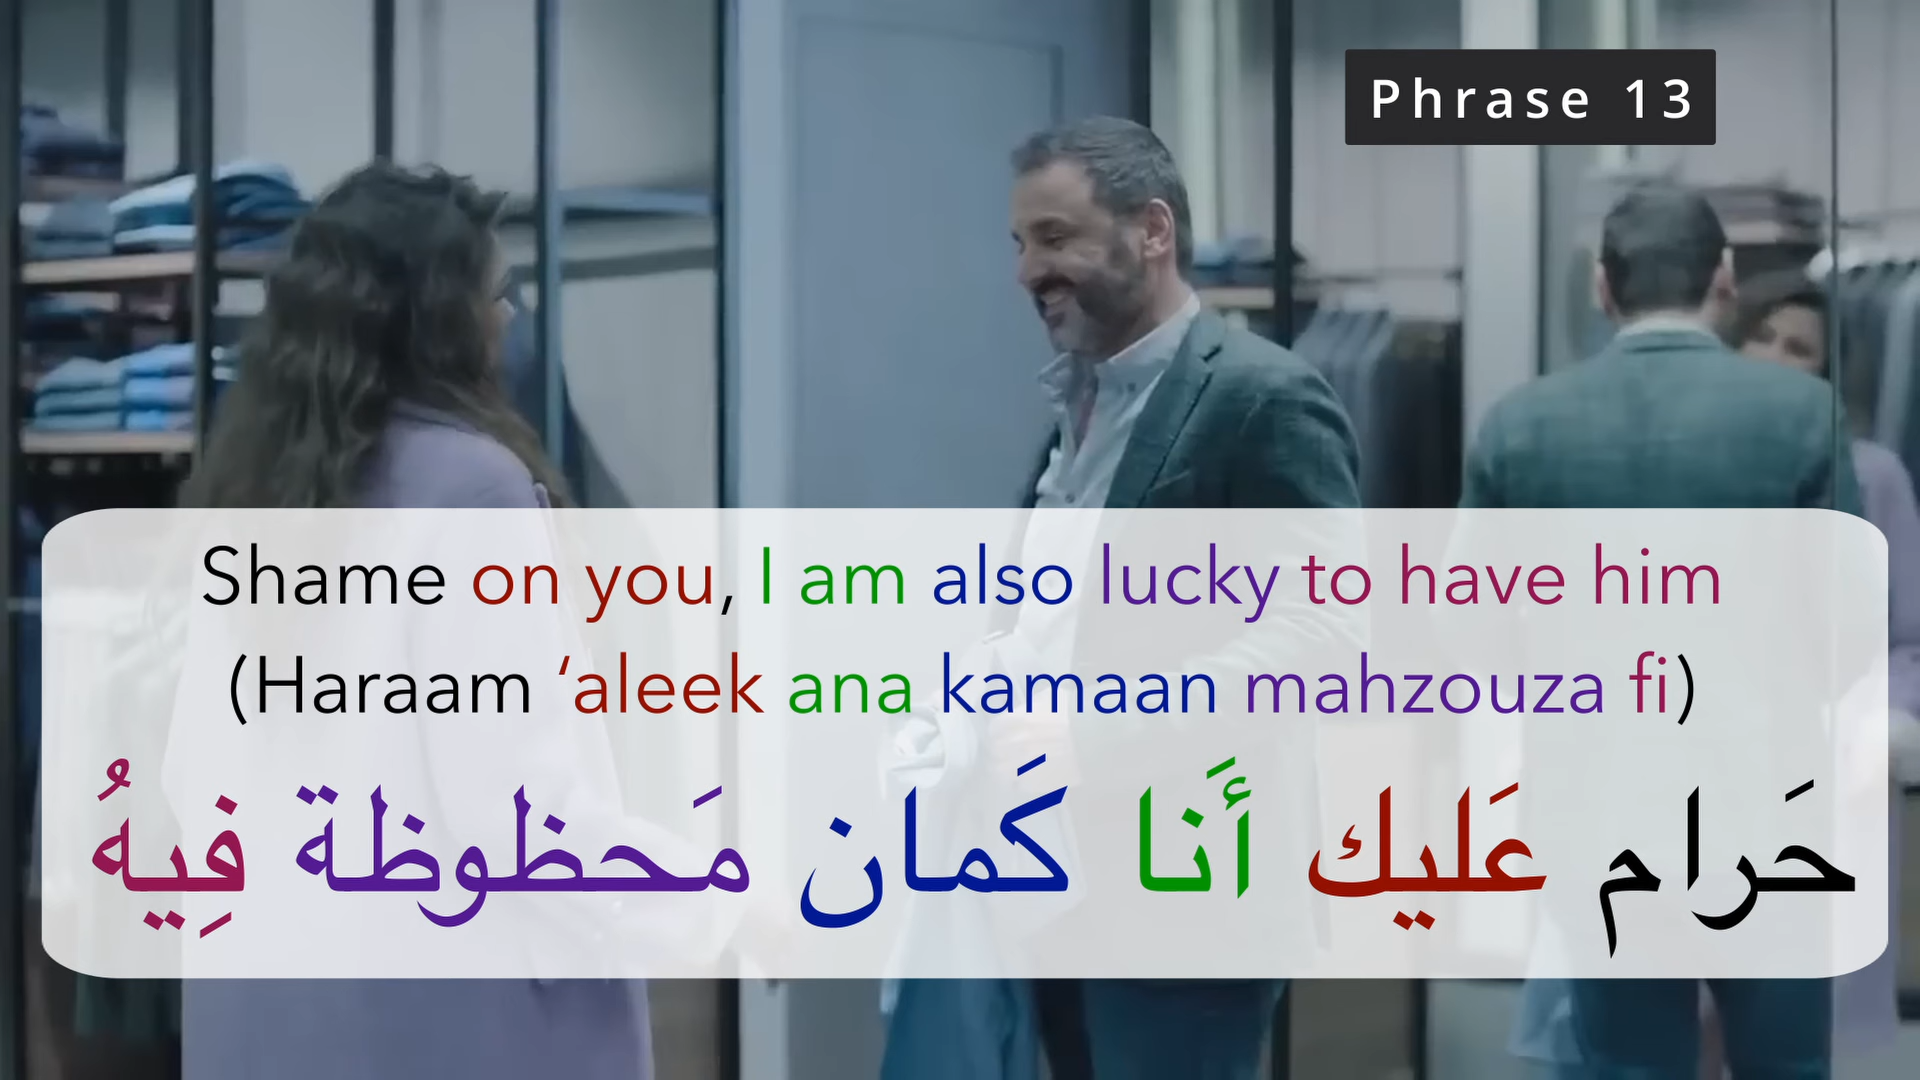 Phrase 13
Shame on you, I am also lucky to have him
(Haraam ‘aleek ana kamaan mahzouza fi)
حَرام عَليك أَنا كَمان مَحظوظة فِيهُ